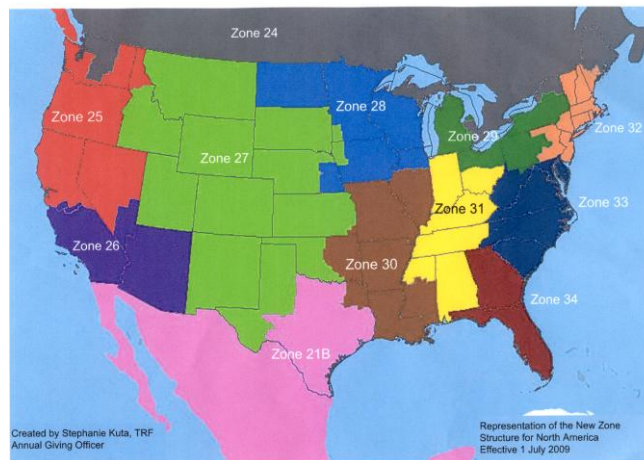 Zone 24
Zone 25
Zone 28
Zone 27
Zone 29
Zone 32
Zone 31
Zone 33
Zone 26
Zone 30
Zone 34
Zone 21B
Created by Stephanie Kuta, TRF
Annual Giving Officer
Representation of the New Zone
Structure for North America
Effective 1 July 2009